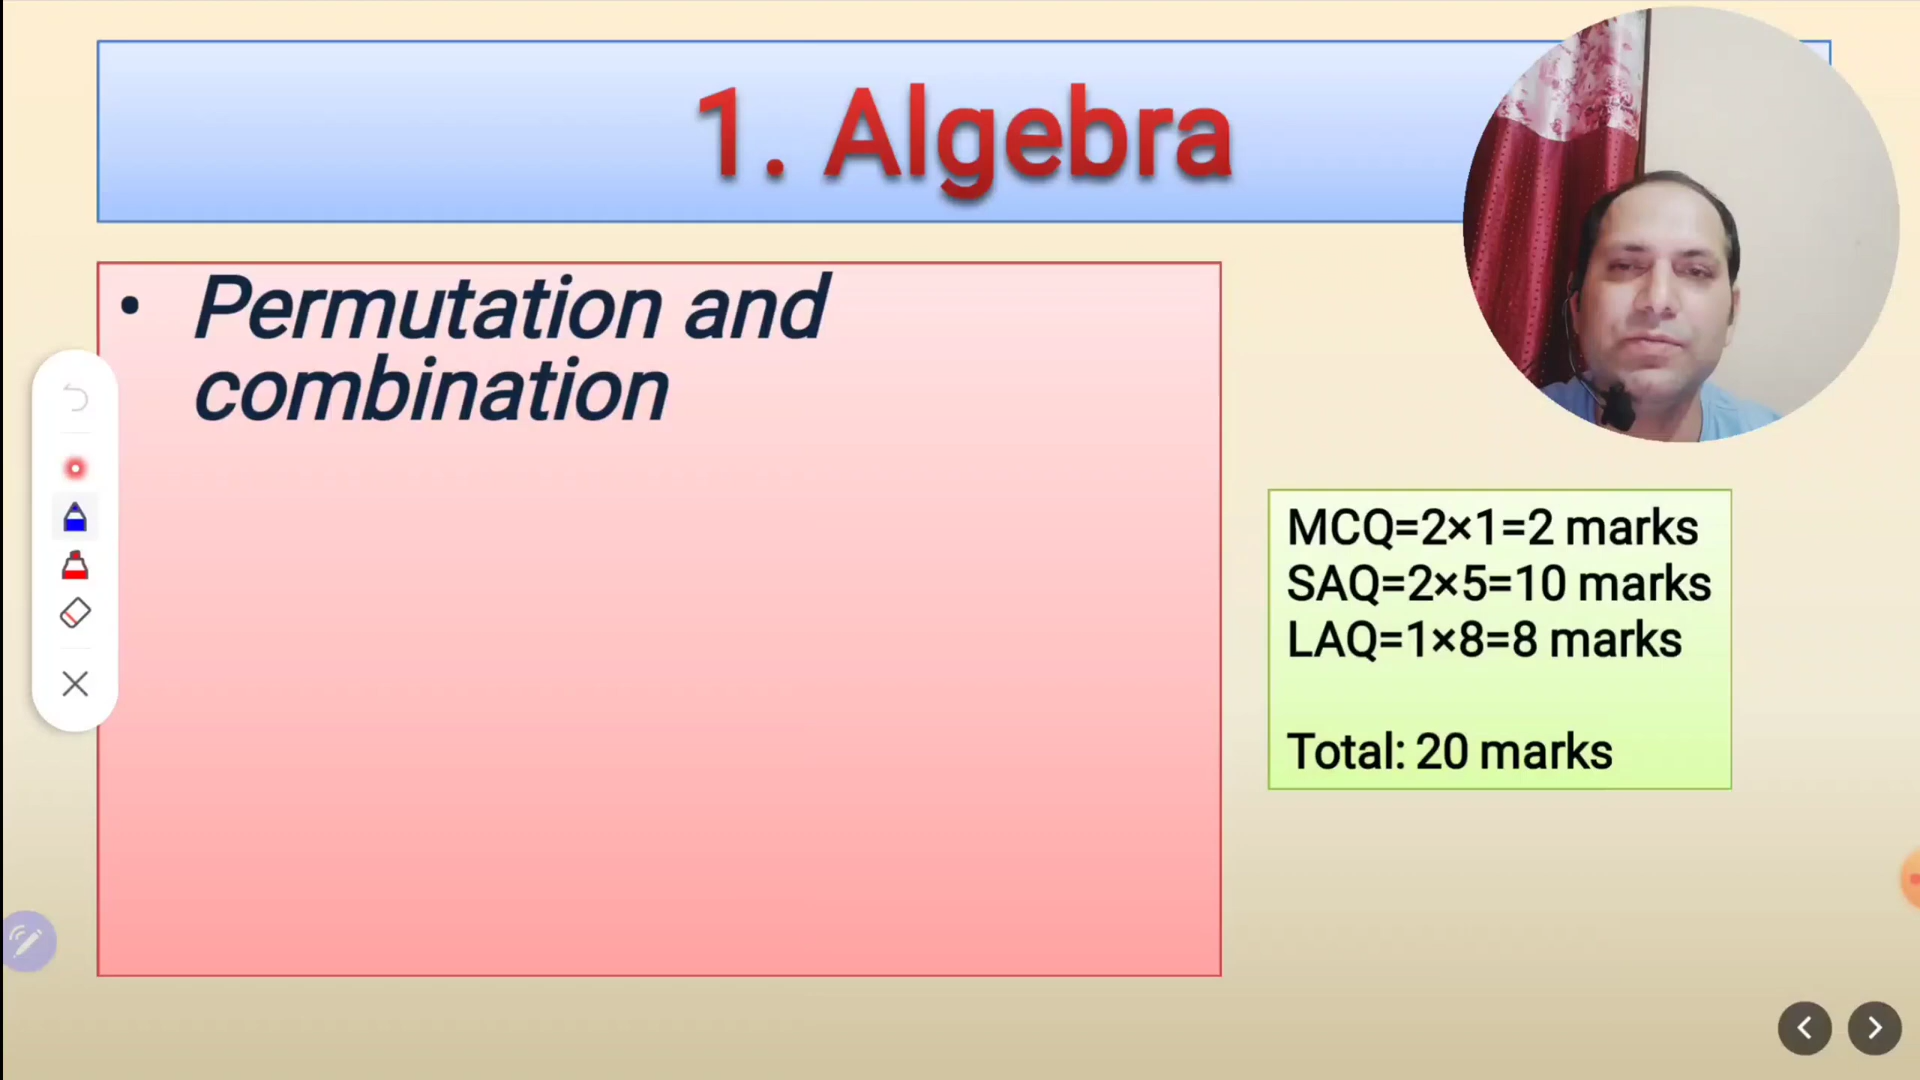 1. Algebra
• Permutation and
combination
MCQ=2×1=2 marks
SAQ=2×5=10 marks
LAQ=1×8=8 marks
Total: 20 marks